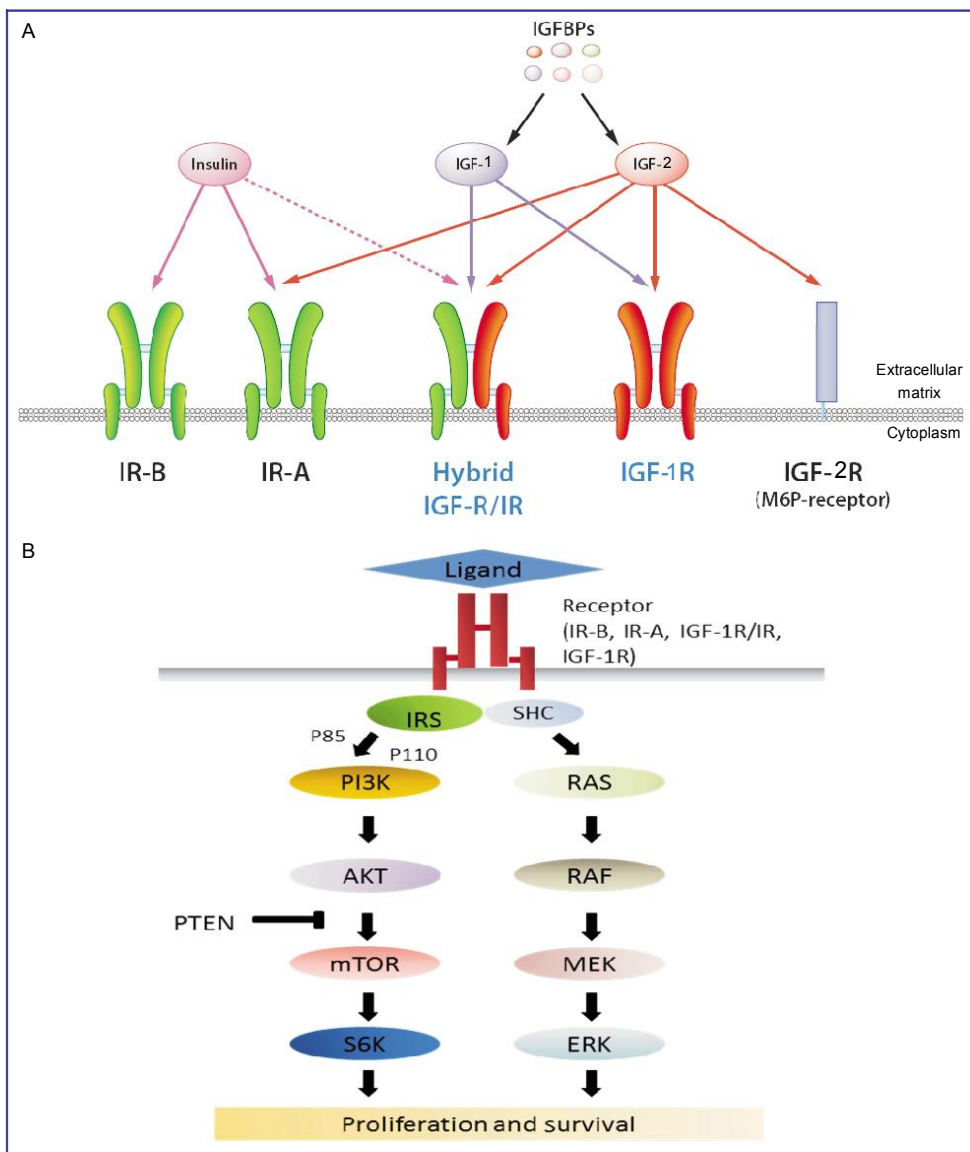 A
IGFBPs
Insulin
IGF-1
IGF-2
Extracellular
matrix
Cytoplasm
IR-B
IR-A
Hybrid
IGF-R/IR
IGF-1R
IGF-2R
(M6P-receptor)
B
Ligand
Receptor
(IR-B, IR-A, IGF-1R/IR,
IGF-1R)
IRS
SHC
P85
P110
PI3K
RAS
AKT
RAF
PTEN
mTOR
MEK
S6K
ERK
Proliferation and survival